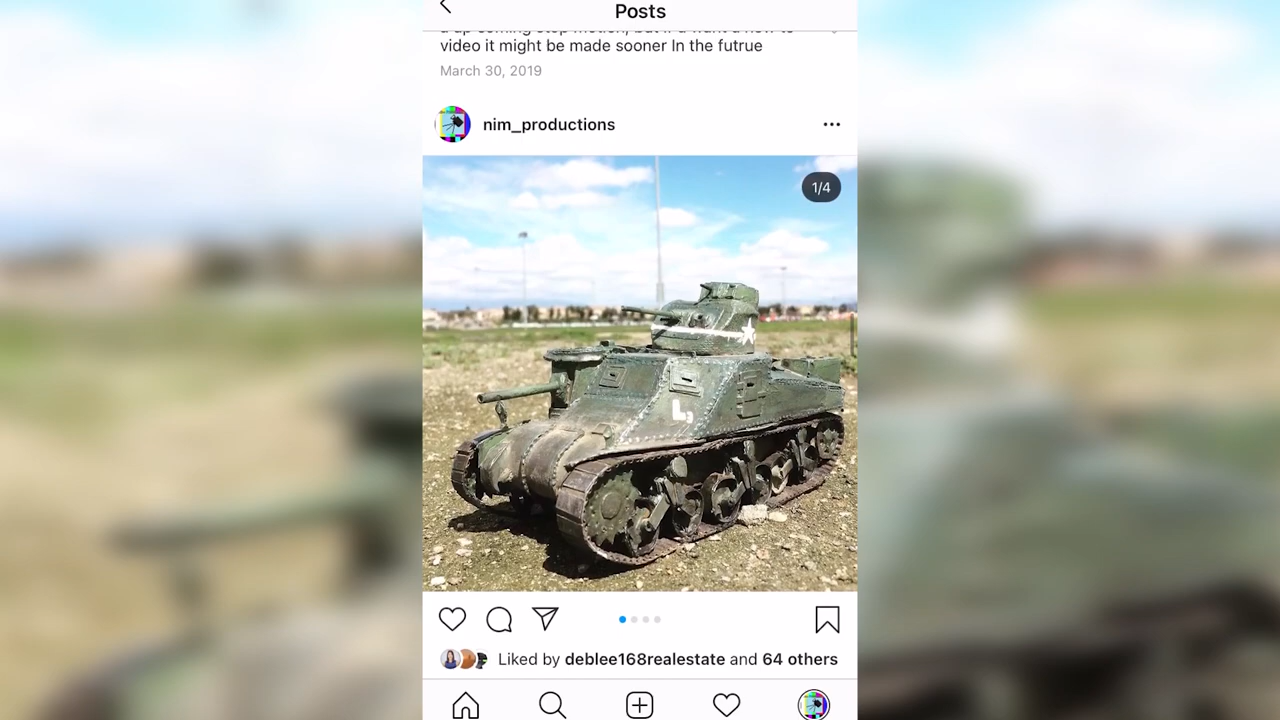 Posts
video it might be made sooner In the futrue
March 30, 2019
nim_productions
1/4
L
Liked by deblee168realestate and 64 others